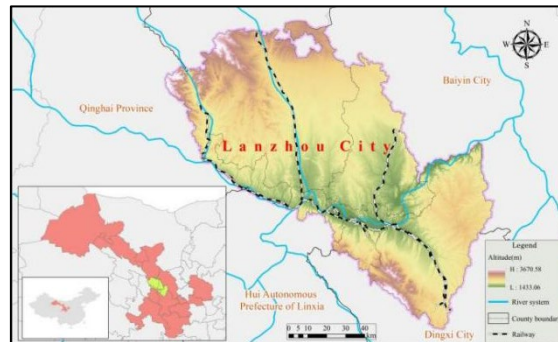 N
W E
S
Baiyin City
Qinghai Province
Lanzhou City
Legend
Altitude(m)
H : 3670.58
L : 1433.06
River system
County boundary
Railway
Hui Autonomous
Prefecture of Linxia
Dingxi City
0 5 10 20 30 40
km